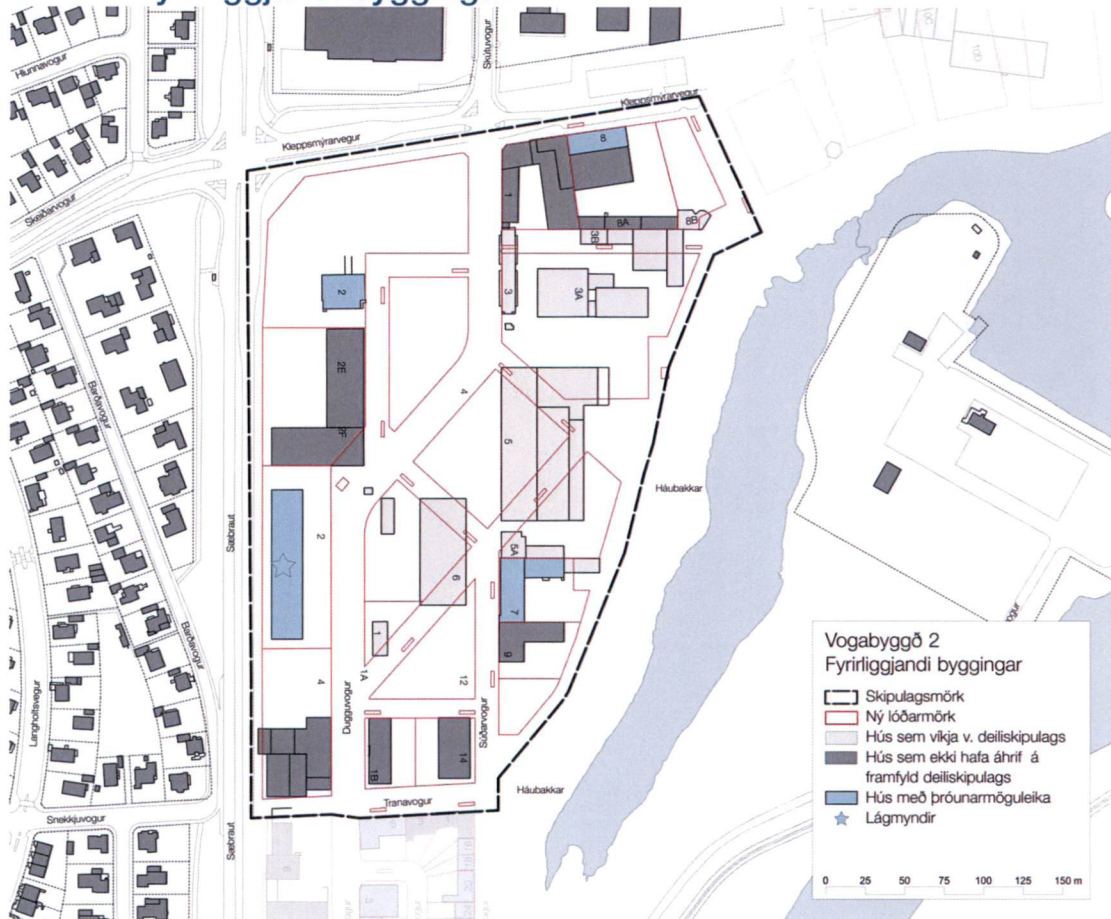 Hlunnavogur
Skútuvogur
Kleppsmýrarvegur
Kleppsmýrarvegur
Skeiðarvogur
8
1
8A
8B
3B
3
3A
2
2E
2F
4
5
Barðavogur
Háubakkar
Sæbraut
2
6
5A
7
1
9
Barðavogur
4
1A
12
Langholtsvegur
Dugguvogur
Súðarvogur
1B
14
Tranavogur
Háubakkar
Snekkjuvogur
Sæbraut
Vogabyggð 2
Fyrirliggjandi byggingar
Skipulagsmörk
Ný lóðarmörk
Hús sem víkja v. deiliskipulags
Hús sem ekki hafa áhrif á
framfyld deiliskipulags
Hús með þróunarmöguleika
Lágmyndir
0 25 50 75 100 125 150 m